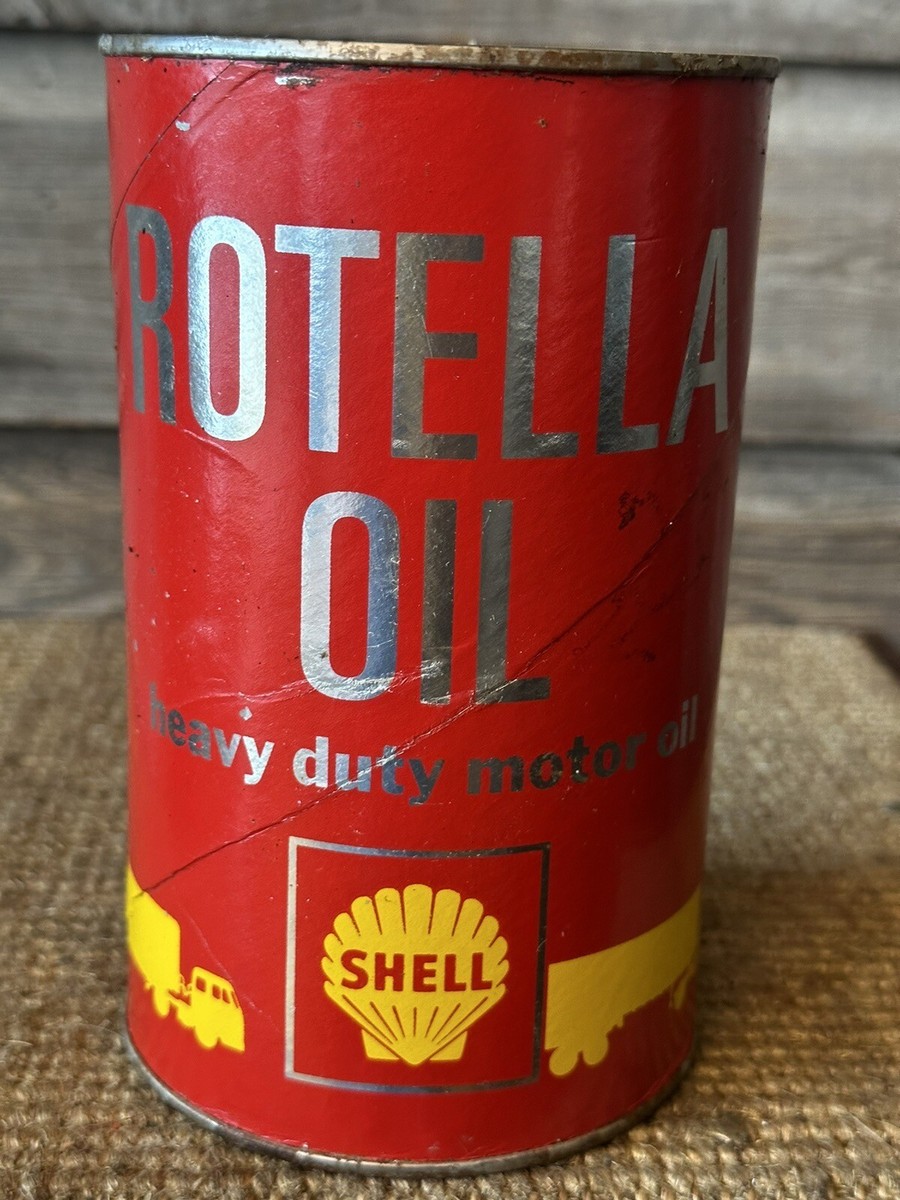 ROTELLA
OIL
heavy duty motor oil
SHELL